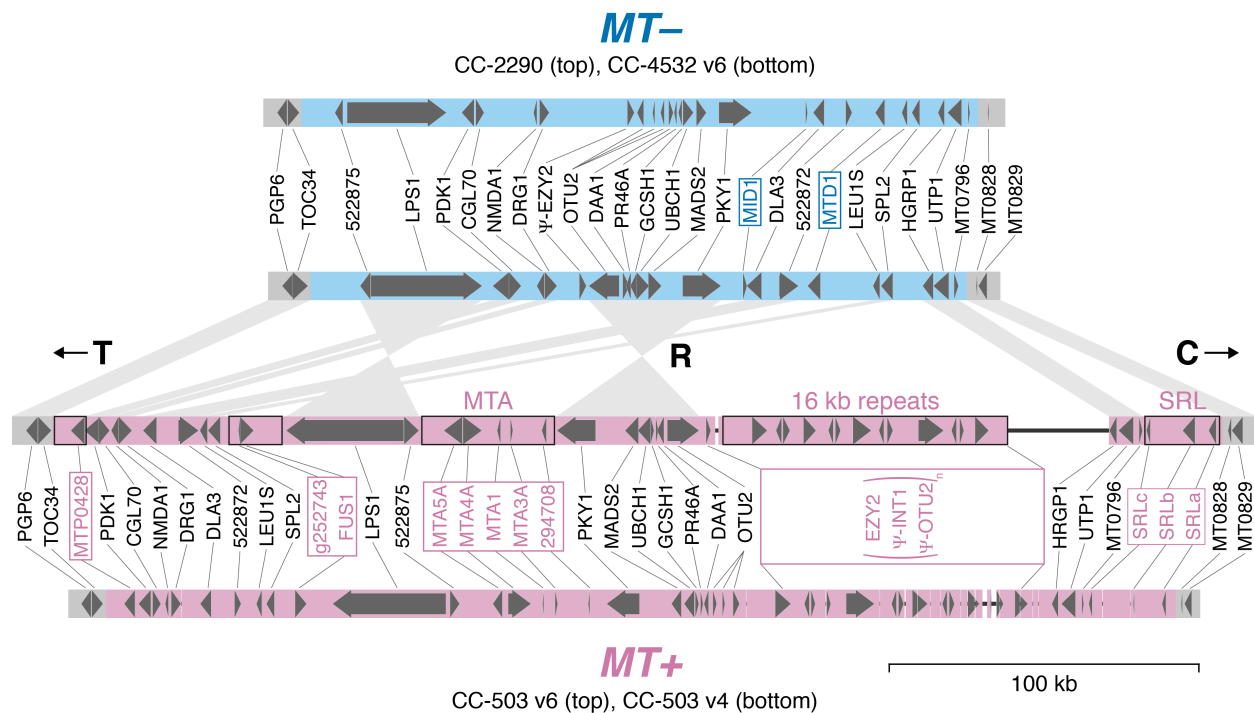 MT–
CC-2290 (top), CC-4532 v6 (bottom)
PGP6
TOC34
522875
LPS1
PDK1
CGL70
NMDA1
DRG1
Ψ-EZY2
OTU2
DAA1
PR46A
GCSH1
UBCH1
MADS2
PKY1
MID1
DLA3
522872
MTD1
LEU1S
SPL2
HGRP1
UTP1
MT0796
MT0828
MT0829
T
R
C
MTA
16 kb repeats
SRL
PGP6
TOC34
MTP0428
PDK1
CGL70
NMDA1
DRG1
DLA3
522872
LEU1S
SPL2
g252743
FUS1
LPS1
522875
MTA5A
MTA4A
MTA1
MTA3A
294708
PKY1
MADS2
UBCH1
GCSH1
PR46A
DAA1
OTU2
EZY2
Ψ-INT1
Ψ-OTU2
n
HRGP1
UTP1
MT0796
SRLc
SRLb
SRLa
MT0828
MT0829
MT+
CC-503 v6 (top), CC-503 v4 (bottom)
100 kb